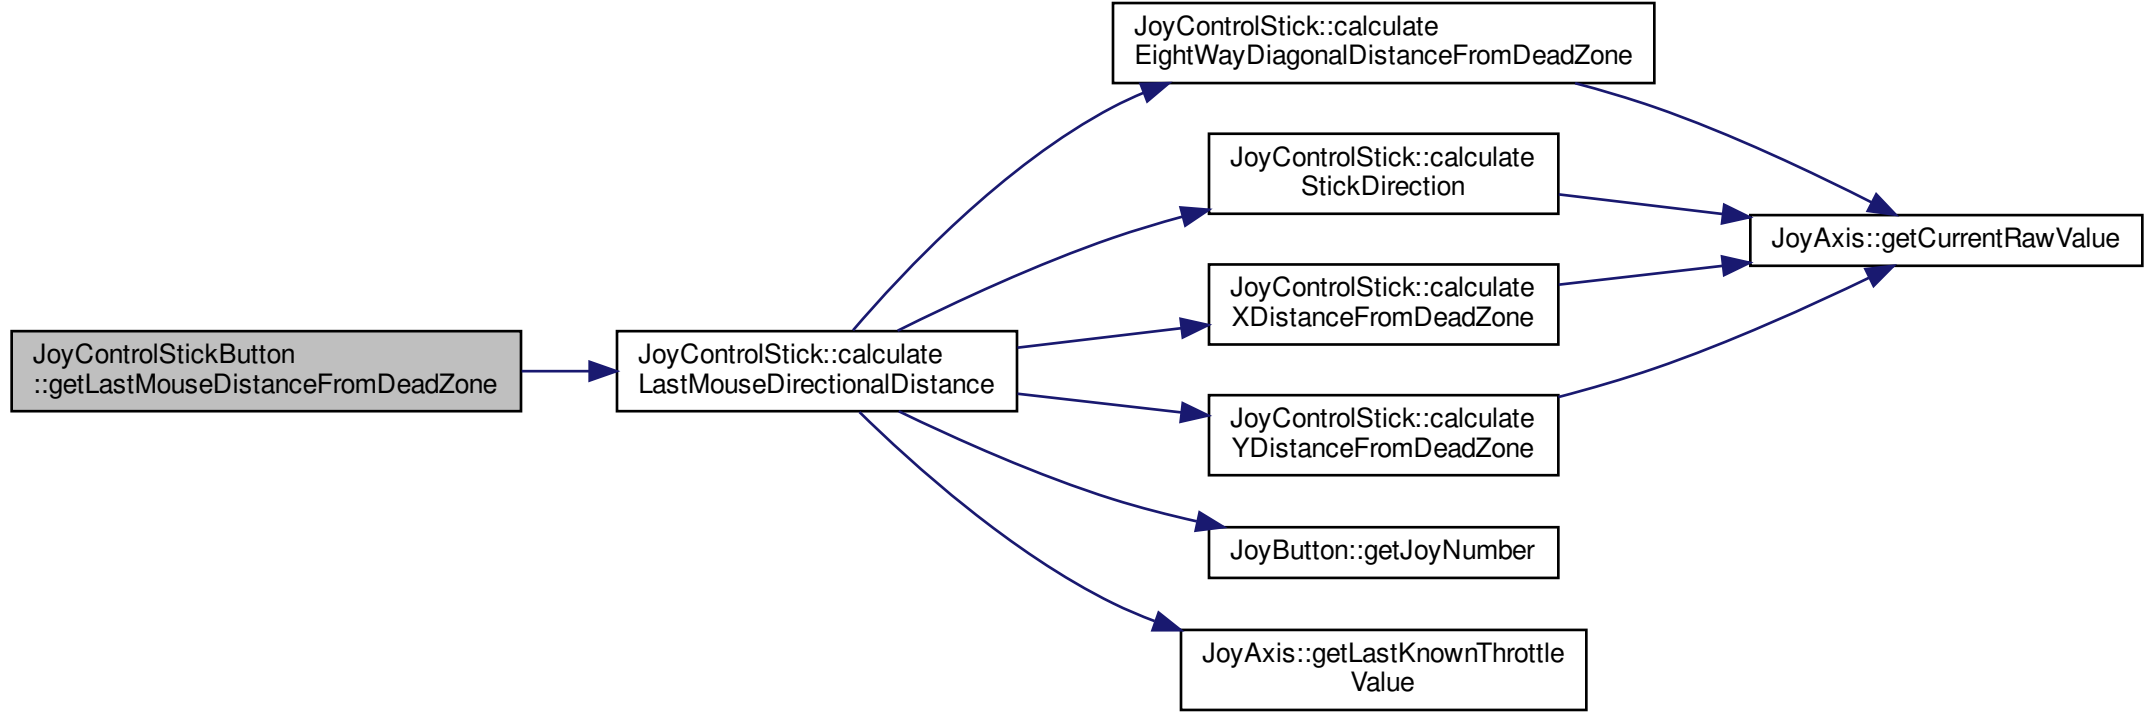 JoyControlStickButton
::getLastMouseDistanceFromDeadZone
JoyControlStick::calculate
LastMouseDirectionalDistance
JoyControlStick::calculate
EightWayDiagonalDistanceFromDeadZone
JoyControlStick::calculate
StickDirection
JoyControlStick::calculate
XDistanceFromDeadZone
JoyControlStick::calculate
YDistanceFromDeadZone
JoyButton::getJoyNumber
JoyAxis::getLastKnownThrottle
Value
JoyAxis::getCurrentRawValue